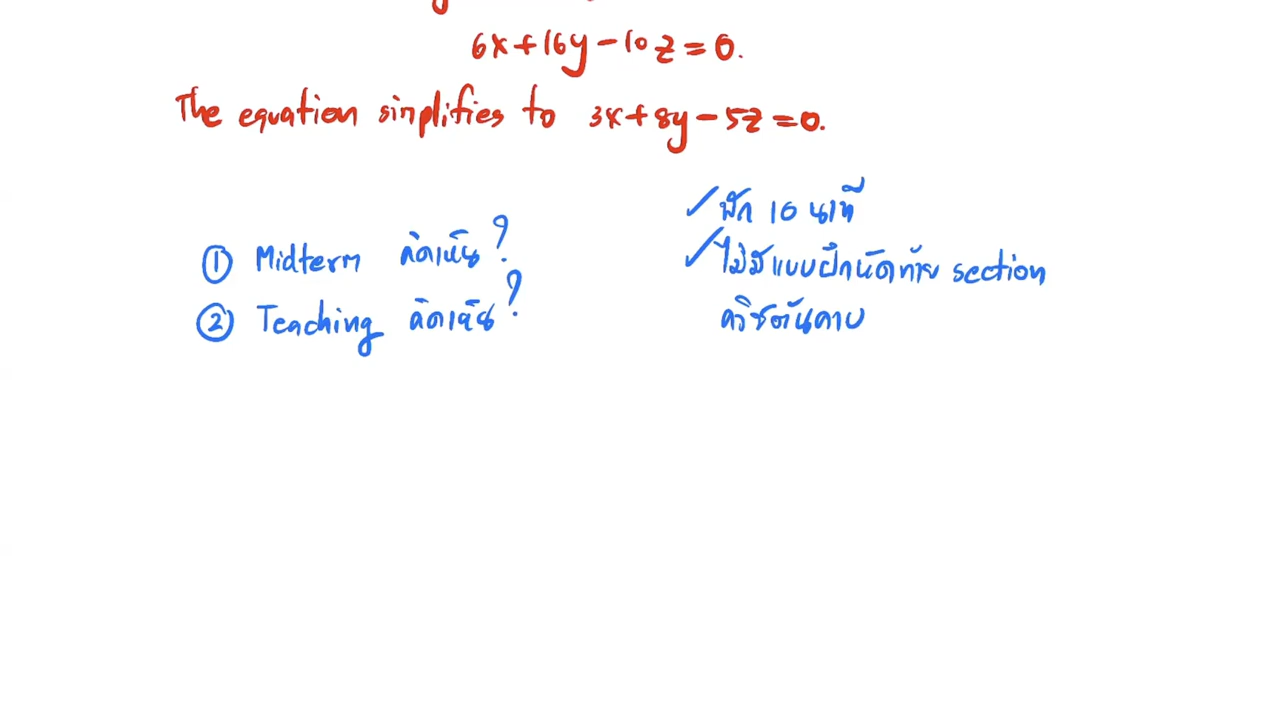 6x+16y-10z=0.
The equation simplifies to 3x+8y-5z=0.
① Midterm คิดเห็น?
② Teaching คิดเห็น?
✓ พัก 10 นาที
✓ ไม่มีแบบฝึกหัดท้าย section
ควิซต้นคาบ